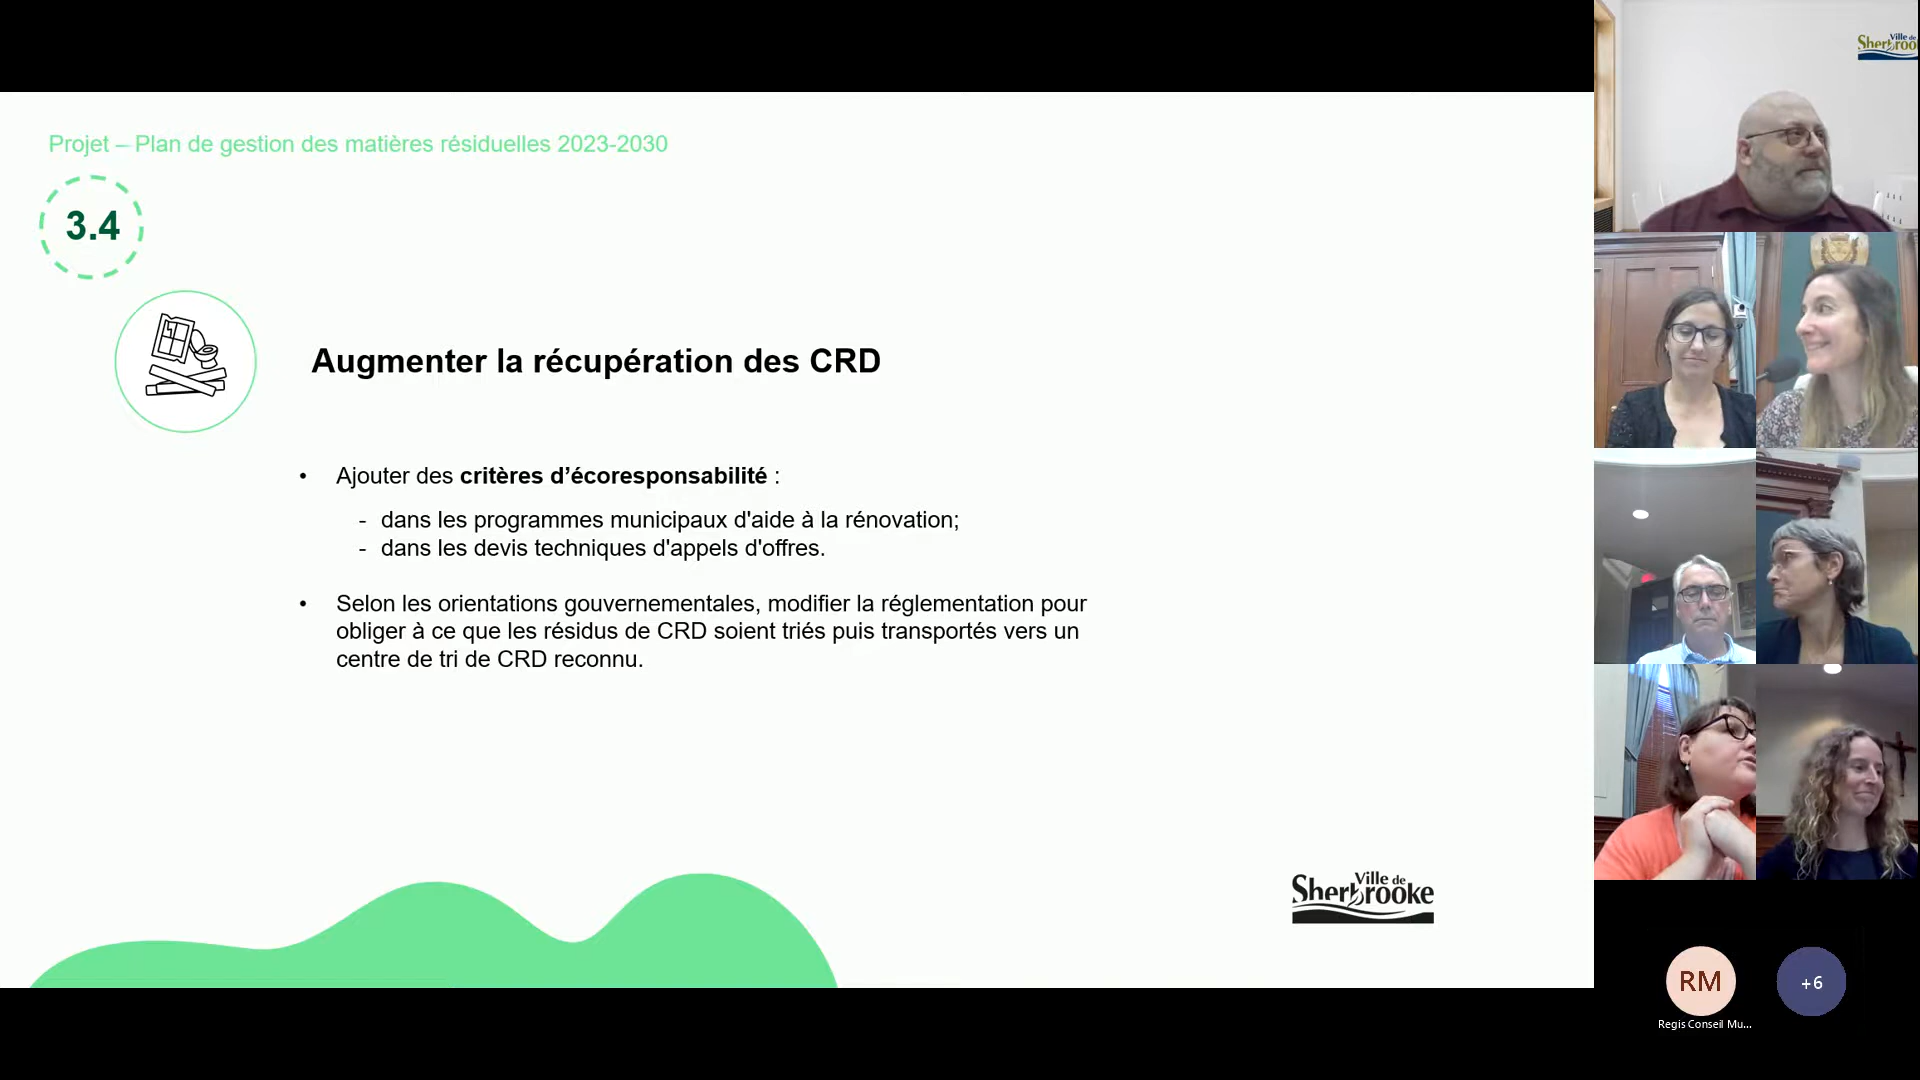 Projet – Plan de gestion des matières résiduelles 2023-2030
3.4
Augmenter la récupération des CRD
• Ajouter des critères d’écoresponsabilité :
- dans les programmes municipaux d'aide à la rénovation;
- dans les devis techniques d'appels d'offres.
• Selon les orientations gouvernementales, modifier la réglementation pour
obliger à ce que les résidus de CRD soient triés puis transportés vers un
centre de tri de CRD reconnu.
Ville de
Sherbrooke
Ville de
Sherbroo
RM
+6
Regis Conseil Mu...